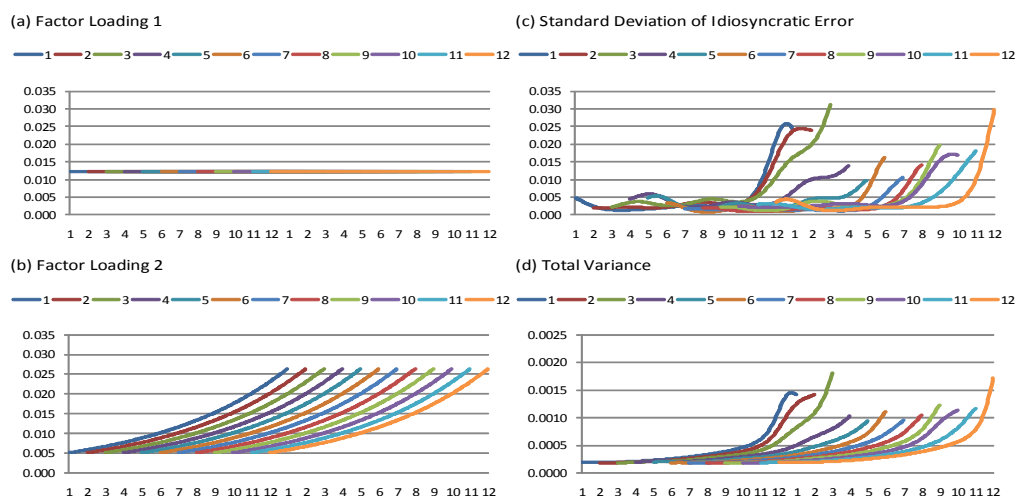 (a) Factor Loading 1
1 2 3 4 5 6 7 8 9 10 11 12
0.035
0.030
0.025
0.020
0.015
0.010
0.005
0.000
1 2 3 4 5 6 7 8 9 10 11 12 1 2 3 4 5 6 7 8 9 10 11 12
(b) Factor Loading 2
1 2 3 4 5 6 7 8 9 10 11 12
0.035
0.030
0.025
0.020
0.015
0.010
0.005
0.000
1 2 3 4 5 6 7 8 9 10 11 12 1 2 3 4 5 6 7 8 9 10 11 12
(c) Standard Deviation of Idiosyncratic Error
1 2 3 4 5 6 7 8 9 10 11 12
0.035
0.030
0.025
0.020
0.015
0.010
0.005
0.000
1 2 3 4 5 6 7 8 9 10 11 12 1 2 3 4 5 6 7 8 9 10 11 12
(d) Total Variance
1 2 3 4 5 6 7 8 9 10 11 12
0.0025
0.0020
0.0015
0.0010
0.0005
0.0000
1 2 3 4 5 6 7 8 9 10 11 12 1 2 3 4 5 6 7 8 9 10 11 12